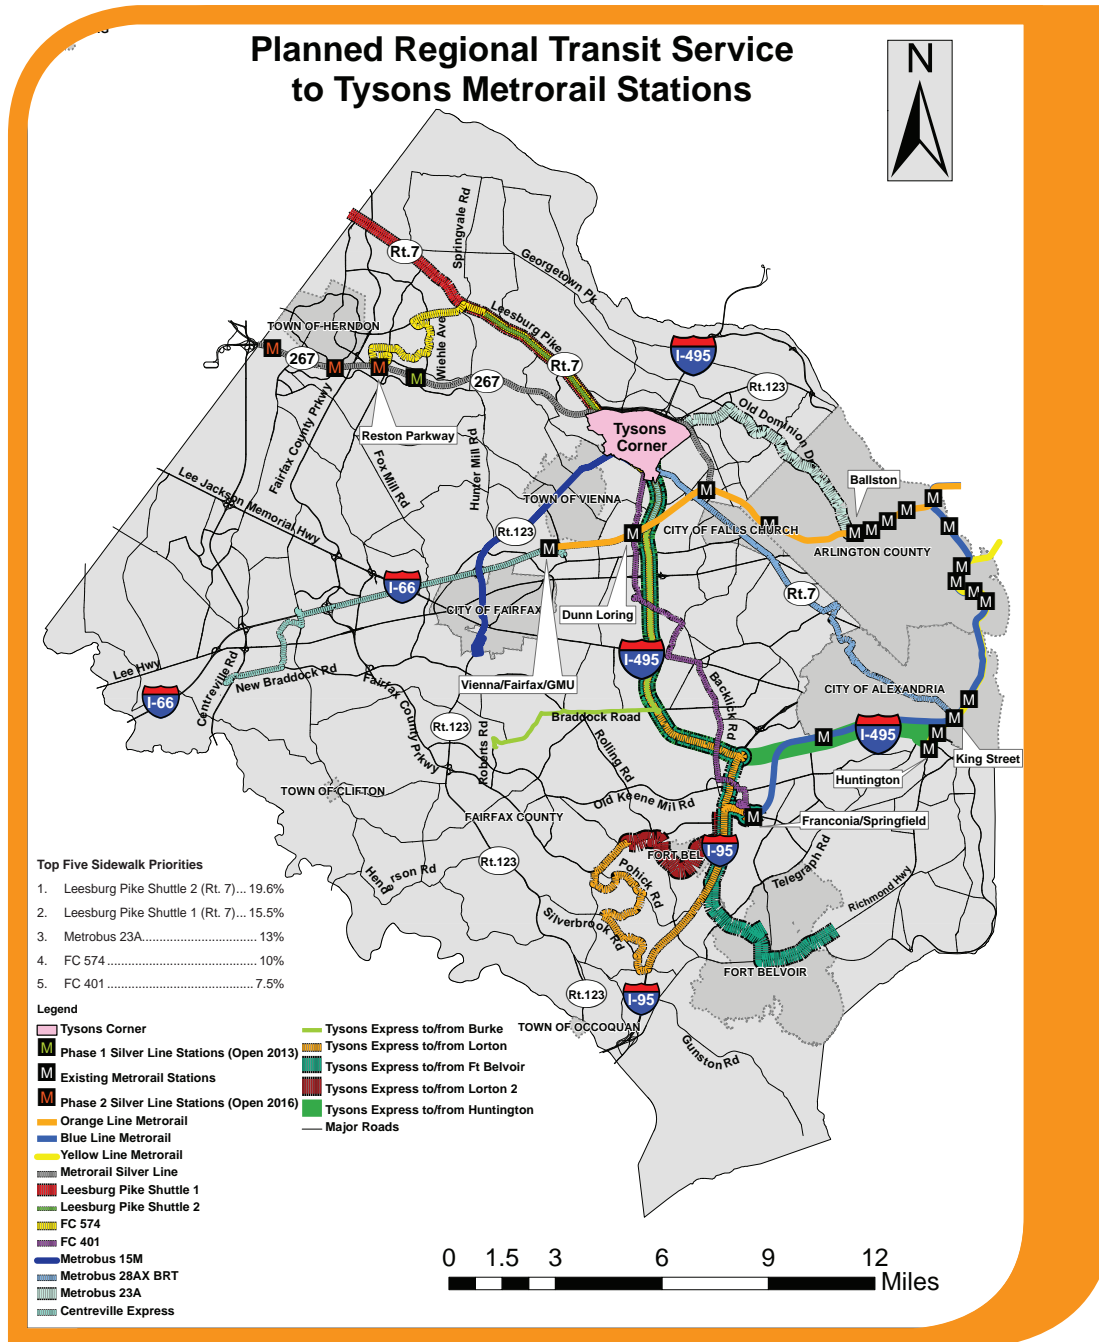 Planned Regional Transit Service
to Tysons Metrorail Stations
N
Rt.7
Springvale Rd
Georgetown Pk
Leesburg Pike
TOWN OF HERNDON
Wiehle Ave
M
267
M
M
M
267
Rt.7
I-495
Rt.123
Old Dominion Dr
Reston Parkway
Fairfax County Prkwy
Tysons
Corner
Lee Jackson Memorial Hwy
Fox Mill Rd
Hunter Mill Rd
TOWN OF VIENNA
Rt.123
M
M
M
M
CITY OF FALLS CHURCH
Ballston
M
M
M
M
M
M
ARLINGTON COUNTY
M
M
M
M
I-66
CITY OF FAIRFAX
Dunn Loring
Rt.7
Lee Hwy
Centreville Rd
New Braddock Rd
I-66
Vienna/Fairfax/GMU
I-495
Fairfax County Pkwy
Rt.123
Roberts Rd
Braddock Road
Backlick Rd
CITY OF ALEXANDRIA
M
M
M
M
M
I-495
King Street
Huntington
Rolling Rd
TOWN OF CLIFTON
Old Keene Mil Rd
FAIRFAX COUNTY
M
Franconia/Springfield
FORT BEL
I-95
Rt.123
Henderson Rd
Pohick Rd
Telegraph Rd
Richmond Hwy
Silverbrook Rd
FORT BELVOIR
Rt.123
I-95
TOWN OF OCCOQUAN
Gunston Rd
Top Five Sidewalk Priorities
1. Leesburg Pike Shuttle 2 (Rt. 7)... 19.6%
2. Leesburg Pike Shuttle 1 (Rt. 7)... 15.5%
3. Metrobus 23A.................................. 13%
4. FC 574 ............................................. 10%
5. FC 401 ............................................ 7.5%
Legend
Tysons Corner
M Phase 1 Silver Line Stations (Open 2013)
M Existing Metrorail Stations
M Phase 2 Silver Line Stations (Open 2016)
Orange Line Metrorail
Blue Line Metrorail
Yellow Line Metrorail
Metrorail Silver Line
Leesburg Pike Shuttle 1
Leesburg Pike Shuttle 2
FC 574
FC 401
Metrobus 15M
Metrobus 28AX BRT
Metrobus 23A
Centreville Express
Tysons Express to/from Burke
Tysons Express to/from Lorton
Tysons Express to/from Ft Belvoir
Tysons Express to/from Lorton 2
Tysons Express to/from Huntington
Major Roads
0 1.5 3 6 9 12
Miles